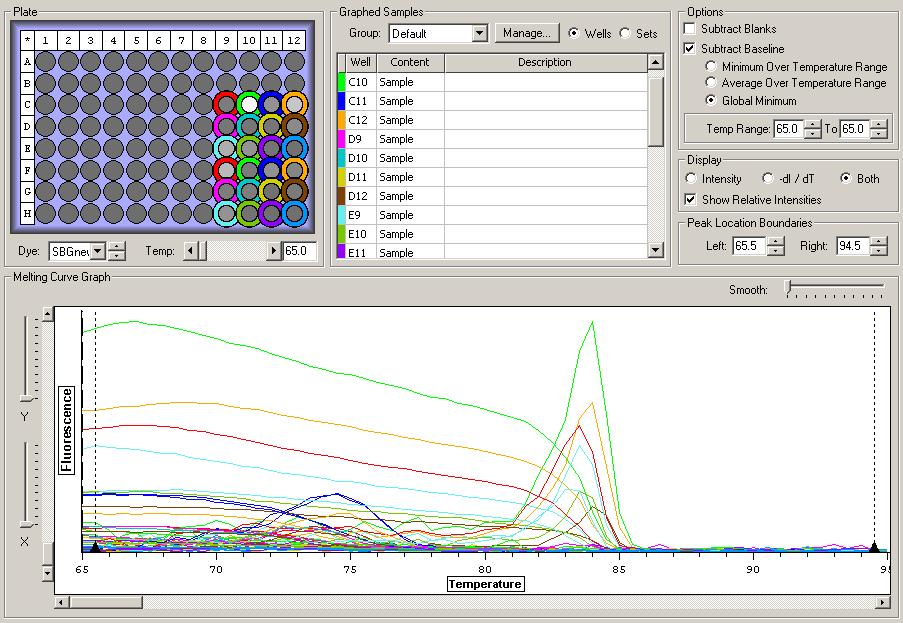 Plate
* 1 2 3 4 5 6 7 8 9 10 11 12
A
B
C
D
E
F
G
H
Dye: SBGnew Temp: 65.0
Graphed Samples
Group: Default Manage... Wells Sets
Well Content Description
C10 Sample
C11 Sample
C12 Sample
D9 Sample
D10 Sample
D11 Sample
D12 Sample
E9 Sample
E10 Sample
E11 Sample
Options
Subtract Blanks
Subtract Baseline
Minimum Over Temperature Range
Average Over Temperature Range
Global Minimum
Temp Range: 65.0 To 65.0
Display
Intensity -dI / dT Both
Show Relative Intensities
Peak Location Boundaries
Left: 65.5 Right: 94.5
Melting Curve Graph
Smooth:
Y
X
Fluorescence
65 70 75 80 85 90 95
Temperature